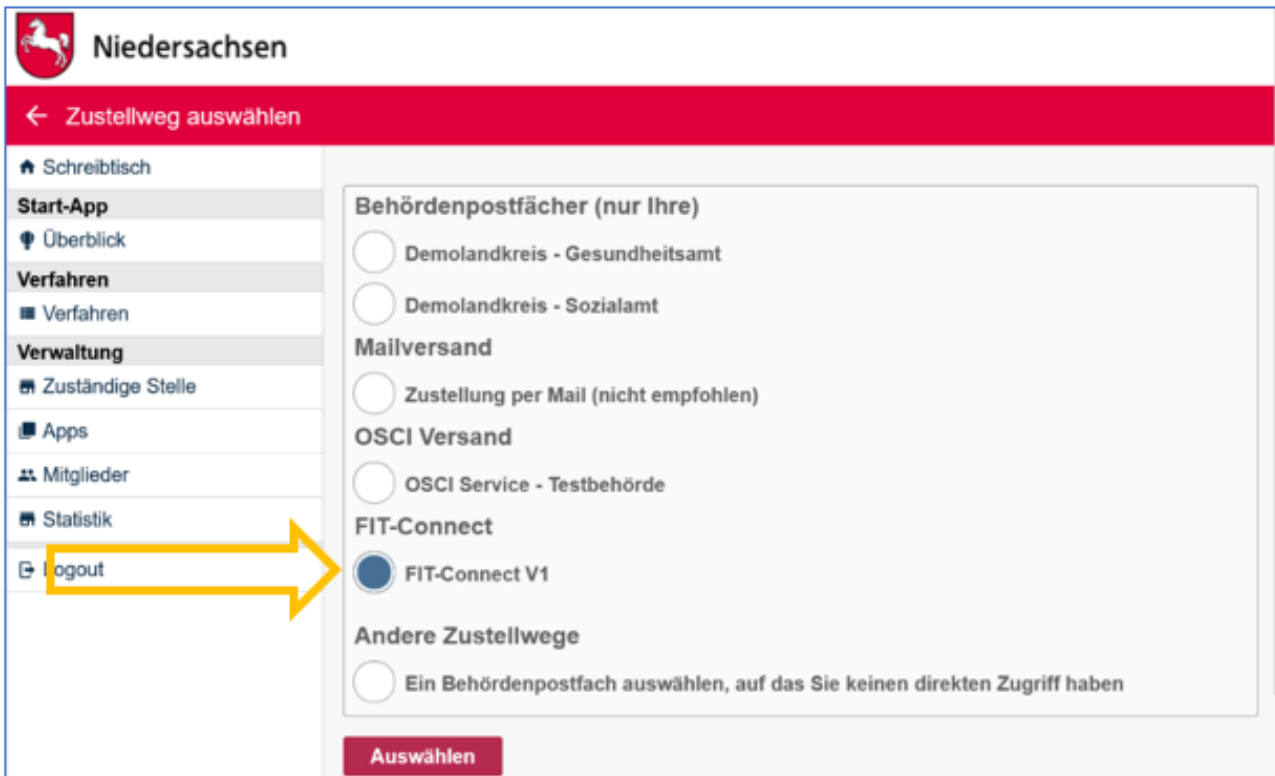 Niedersachsen
← Zustellweg auswählen
Schreibtisch
Start-App
Überblick
Verfahren
Verfahren
Verwaltung
Zuständige Stelle
Apps
Mitglieder
Statistik
Logout
Behördenpostfächer (nur Ihre)
Demolandkreis - Gesundheitsamt
Demolandkreis - Sozialamt
Mailversand
Zustellung per Mail (nicht empfohlen)
OSCI Versand
OSCI Service - Testbehörde
FIT-Connect
FIT-Connect V1
Andere Zustellwege
Ein Behördenpostfach auswählen, auf das Sie keinen direkten Zugriff haben
Auswählen